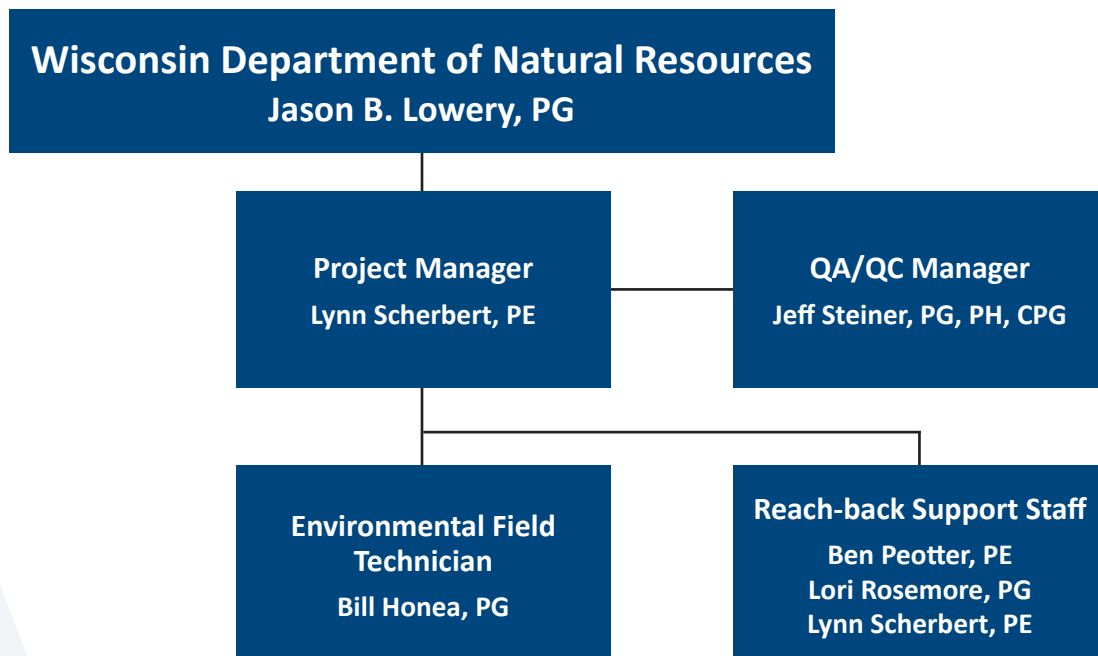 Wisconsin Department of Natural Resources
Jason B. Lowery, PG
Project Manager
Lynn Scherbert, PE
QA/QC Manager
Jeff Steiner, PG, PH, CPG
Environmental Field
Technician
Bill Honea, PG
Reach-back Support Staff
Ben Peotter, PE
Lori Rosemore, PG
Lynn Scherbert, PE